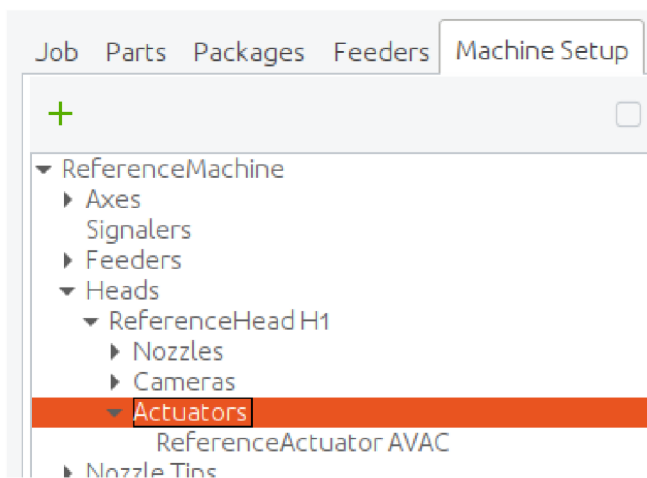 Job Parts Packages Feeders Machine Setup
ReferenceMachine
Axes
Signalers
Feeders
Heads
ReferenceHead H1
Nozzles
Cameras
Actuators
ReferenceActuator AVAC
Nozzle Tips